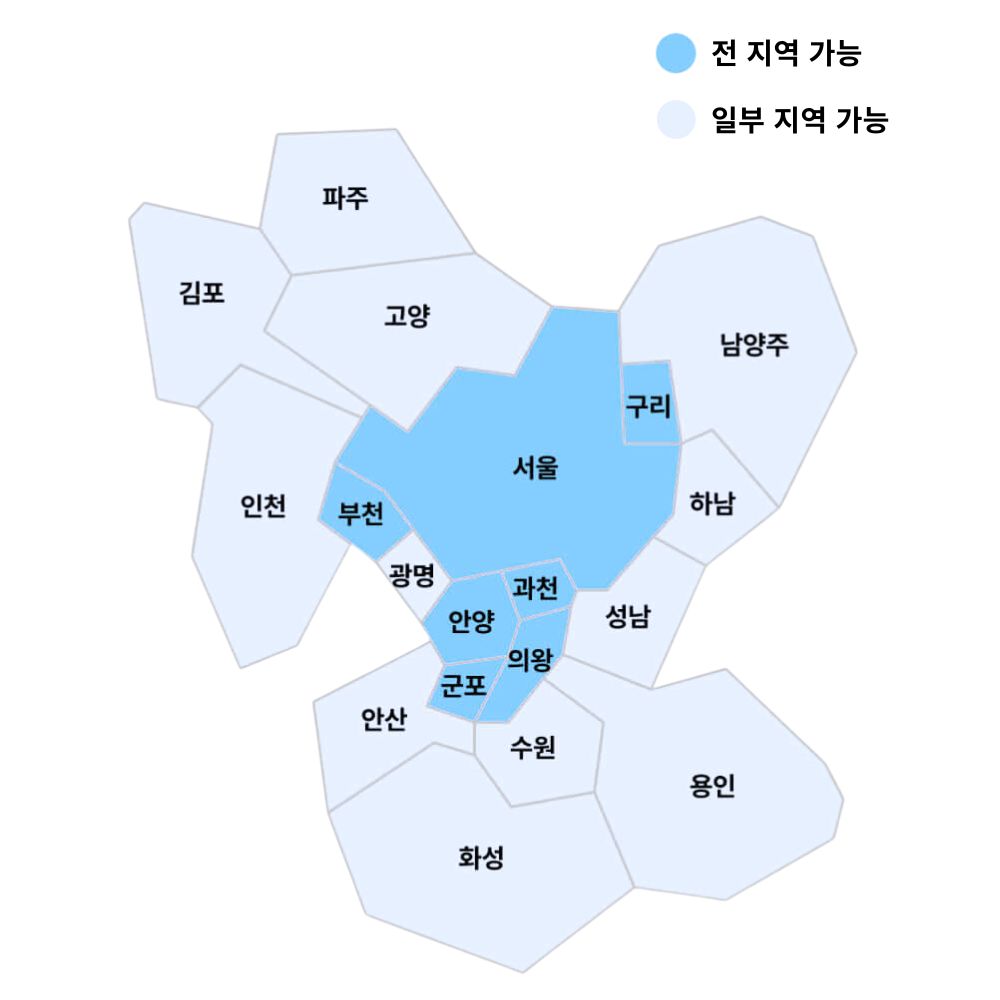 전 지역 가능
일부 지역 가능
파주
김포
고양
남양주
구리
서울
인천
부천
하남
광명
과천
안양
성남
의왕
군포
안산
수원
용인
화성